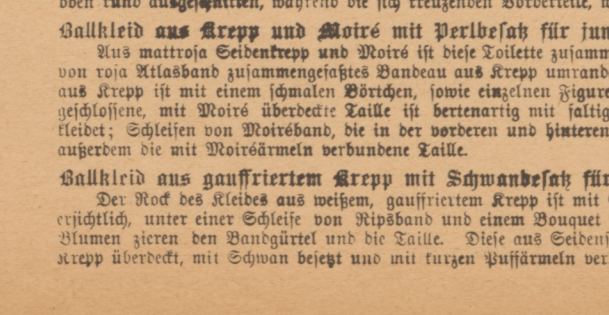 oben rund ausgeschnitten, während die sich kreuzenden Vorderteile,
Ballkleid aus Krepp und Moiré mit Perlbesatz für jun
Aus mattrosa Seidenkrepp und Moiré ist diese Toilette zusamm
von rosa Atlasband zusammengefaßtes Bandeau aus Krepp umrand
aus Krepp ist mit einem schmalen Börtchen, sowie einzelnen Figure
geschlossene, mit Moiré überdeckte Taille ist bertenartig mit faltig
kleidet; Schleifen von Moiréband, die in der vorderen und hinteren
außerdem die mit Moiréärmeln verbundene Taille.
Ballkleid aus gauffriertem Krepp mit Schwanbesatz für
Der Rock des Kleides aus weißem, gauffriertem Krepp ist mit
ersichtlich, unter einer Schleife von Ripsband und einem Bouquet
Blumen zieren den Bandgürtel und die Taille. Diese aus Seidens
Krepp überdeckt, mit Schwan besetzt und mit kurzen Puffärmeln ver